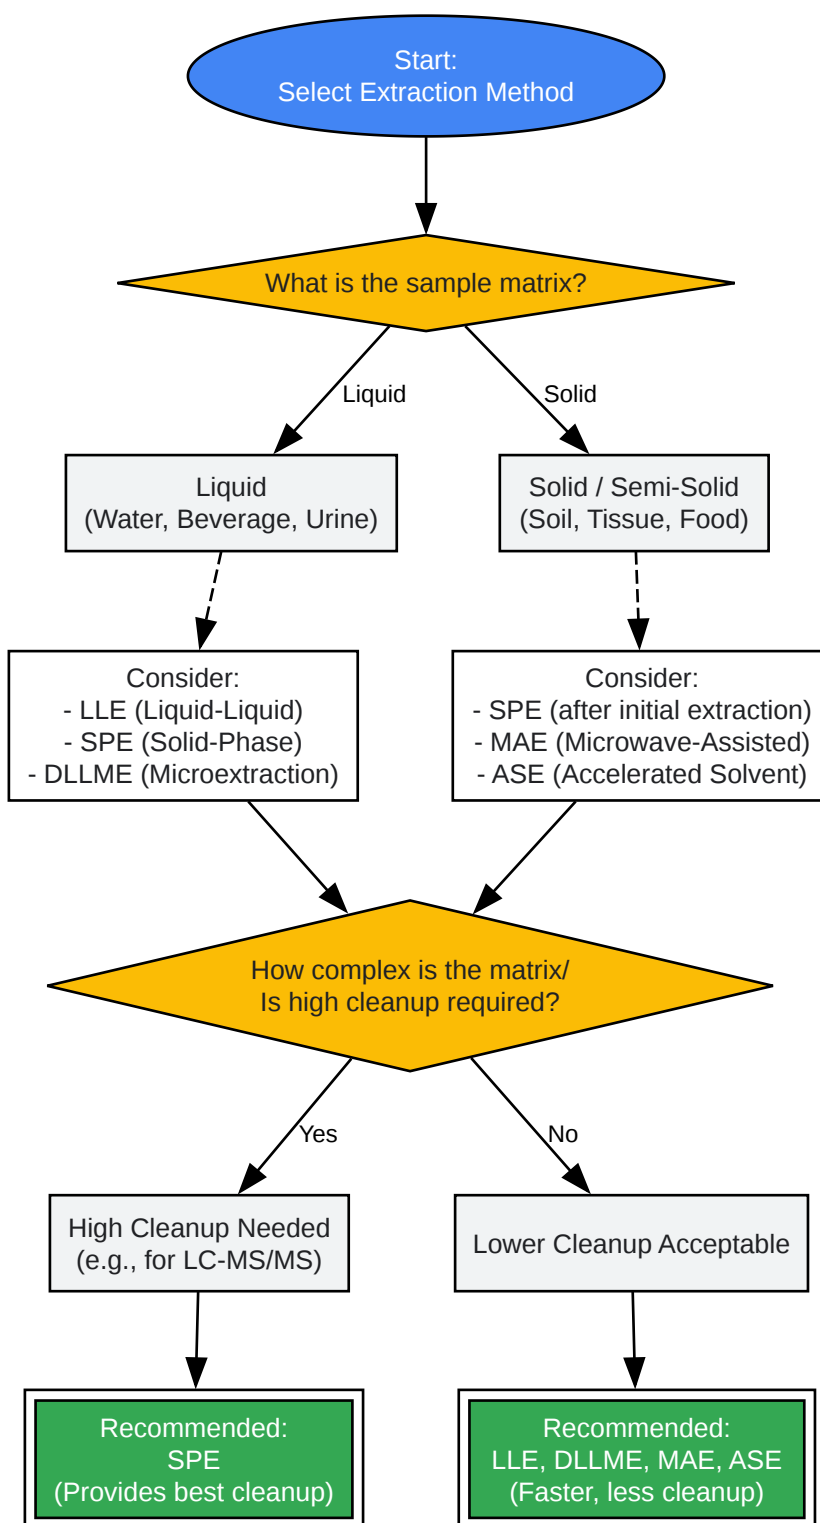 Start:
Select Extraction Method
What is the sample matrix?
Liquid
Solid
Liquid
(Water, Beverage, Urine)
Solid / Semi-Solid
(Soil, Tissue, Food)
Consider:
- LLE (Liquid-Liquid)
- SPE (Solid-Phase)
- DLLME (Microextraction)
Consider:
- SPE (after initial extraction)
- MAE (Microwave-Assisted)
- ASE (Accelerated Solvent)
How complex is the matrix/
Is high cleanup required?
Yes
No
High Cleanup Needed
(e.g., for LC-MS/MS)
Lower Cleanup Acceptable
Recommended:
SPE
(Provides best cleanup)
Recommended:
LLE, DLLME, MAE, ASE
(Faster, less cleanup)